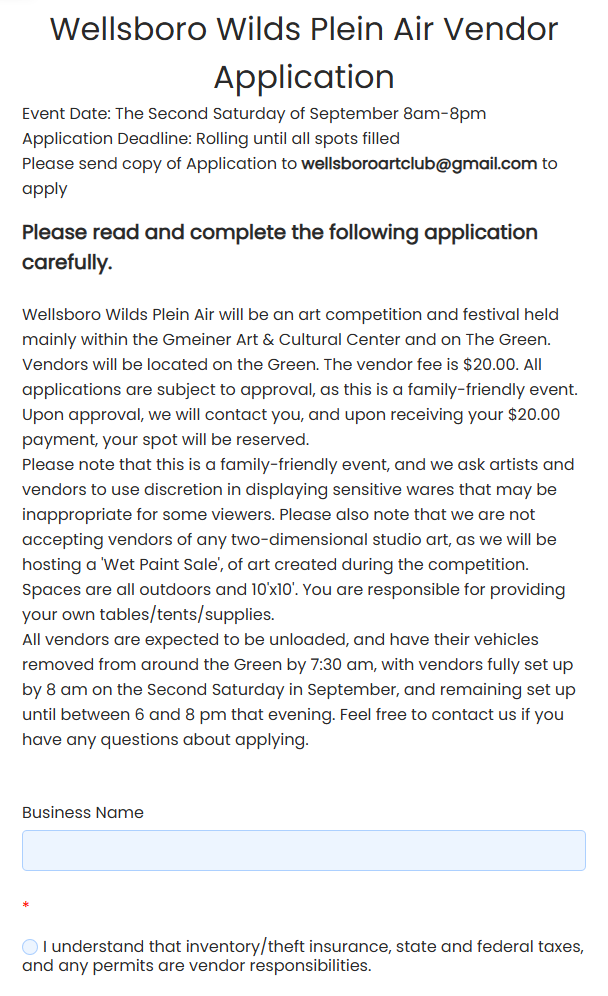 Wellsboro Wilds Plein Air Vendor
Application
Event Date: The Second Saturday of September 8am-8pm
Application Deadline: Rolling until all spots filled
Please send copy of Application to wellsboroartclub@gmail.com to
apply
Please read and complete the following application
carefully.
Wellsboro Wilds Plein Air will be an art competition and festival held
mainly within the Gmeiner Art & Cultural Center and on The Green.
Vendors will be located on the Green. The vendor fee is $20.00. All
applications are subject to approval, as this is a family-friendly event.
Upon approval, we will contact you, and upon receiving your $20.00
payment, your spot will be reserved.
Please note that this is a family-friendly event, and we ask artists and
vendors to use discretion in displaying sensitive wares that may be
inappropriate for some viewers. Please also note that we are not
accepting vendors of any two-dimensional studio art, as we will be
hosting a 'Wet Paint Sale', of art created during the competition.
Spaces are all outdoors and 10'x10'. You are responsible for providing
your own tables/tents/supplies.
All vendors are expected to be unloaded, and have their vehicles
removed from around the Green by 7:30 am, with vendors fully set up
by 8 am on the Second Saturday in September, and remaining set up
until between 6 and 8 pm that evening. Feel free to contact us if you
have any questions about applying.
Business Name
*
I understand that inventory/theft insurance, state and federal taxes,
and any permits are vendor responsibilities.